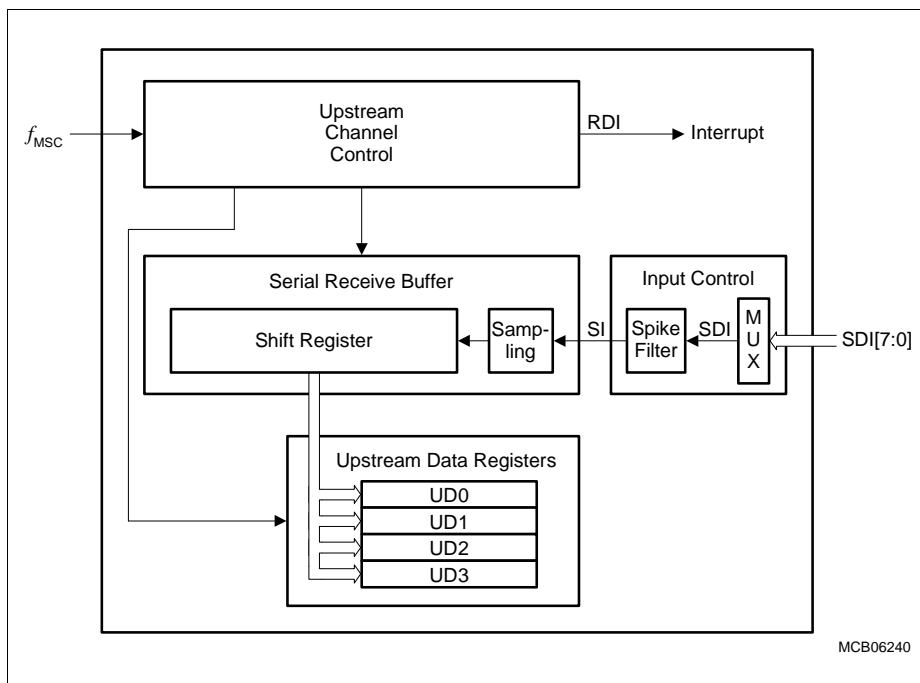 Upstream
Channel
Control
f_MSC
RDI
Interrupt
Serial Receive Buffer
Input Control
Shift Register
Samp-
ling
SI
Spike
Filter
SDI
M
U
X
SDI[7:0]
Upstream Data Registers
UD0
UD1
UD2
UD3
MCB06240